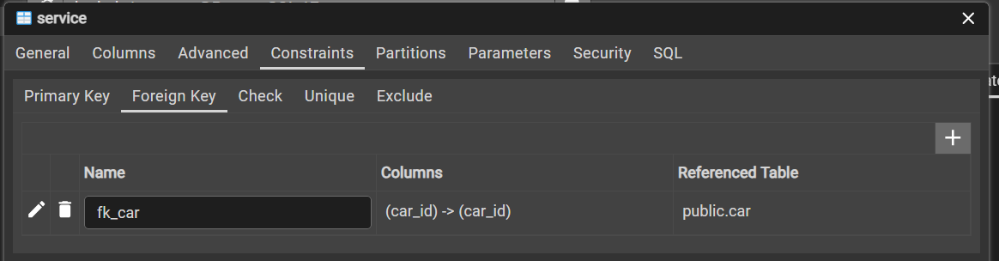 service
General Columns Advanced Constraints Partitions Parameters Security SQL
Primary Key Foreign Key Check Unique Exclude
Name Columns Referenced Table
fk_car (car_id) -> (car_id) public.car